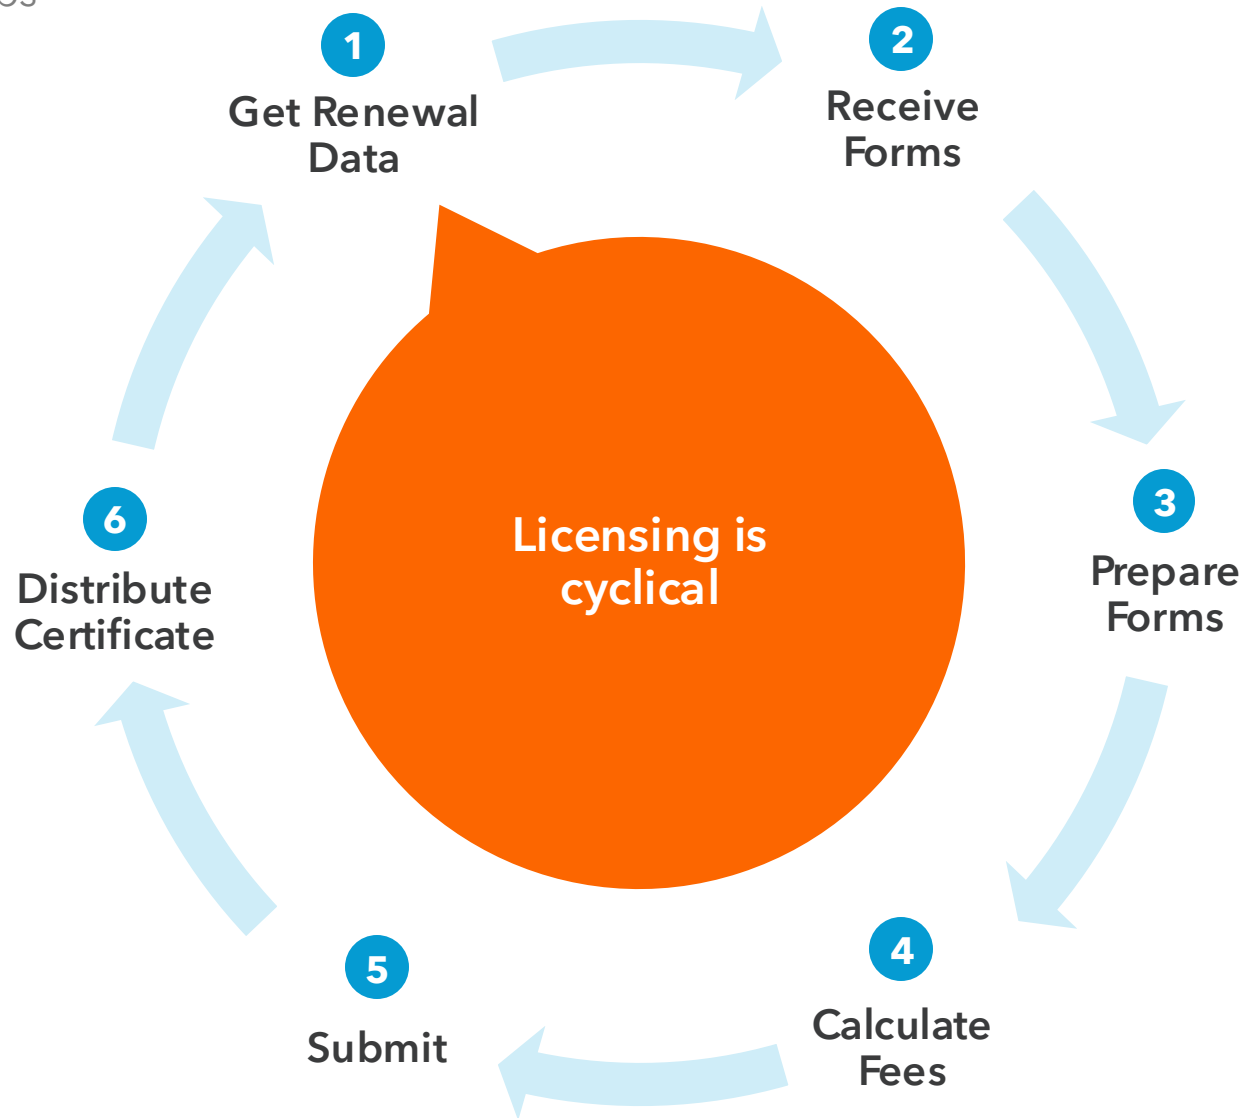 1
Get Renewal
Data
2
Receive
Forms
3
Prepare
Forms
4
Calculate
Fees
5
Submit
6
Distribute
Certificate
Licensing is
cyclical